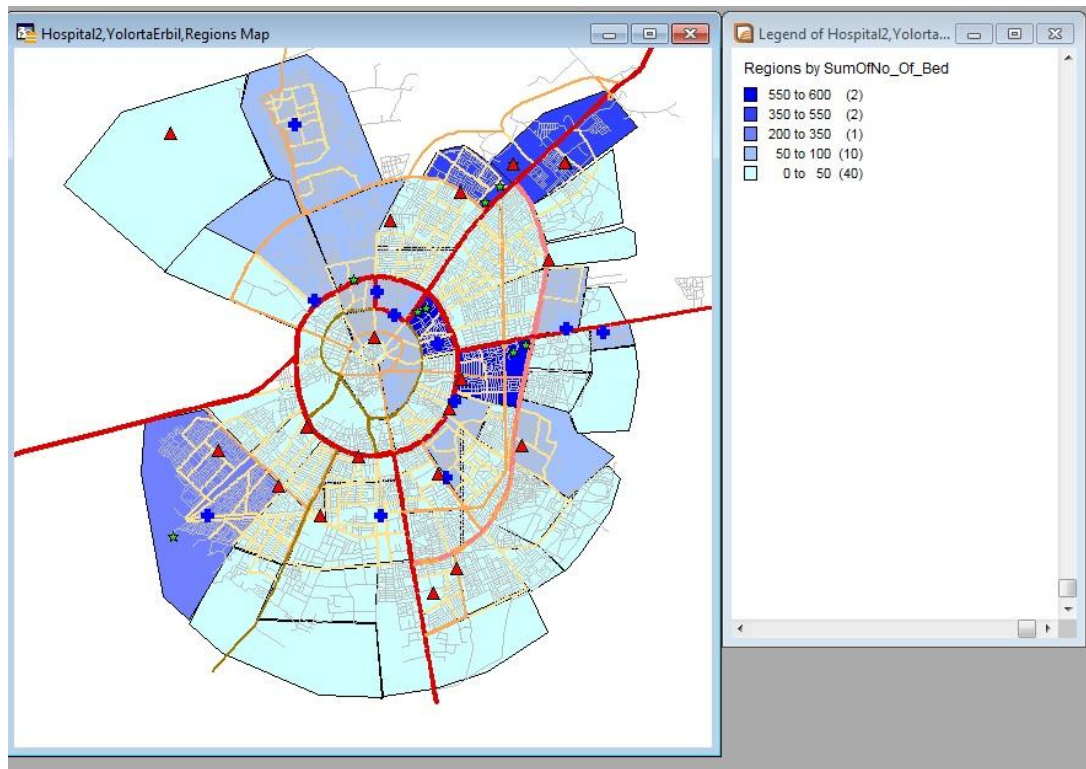 Hospital2,YolortaErbil,Regions Map
Legend of Hospital2,Yolorta...
Regions by SumOfNo_Of_Bed
550 to 600 (2)
350 to 550 (2)
200 to 350 (1)
50 to 100 (10)
0 to 50 (40)